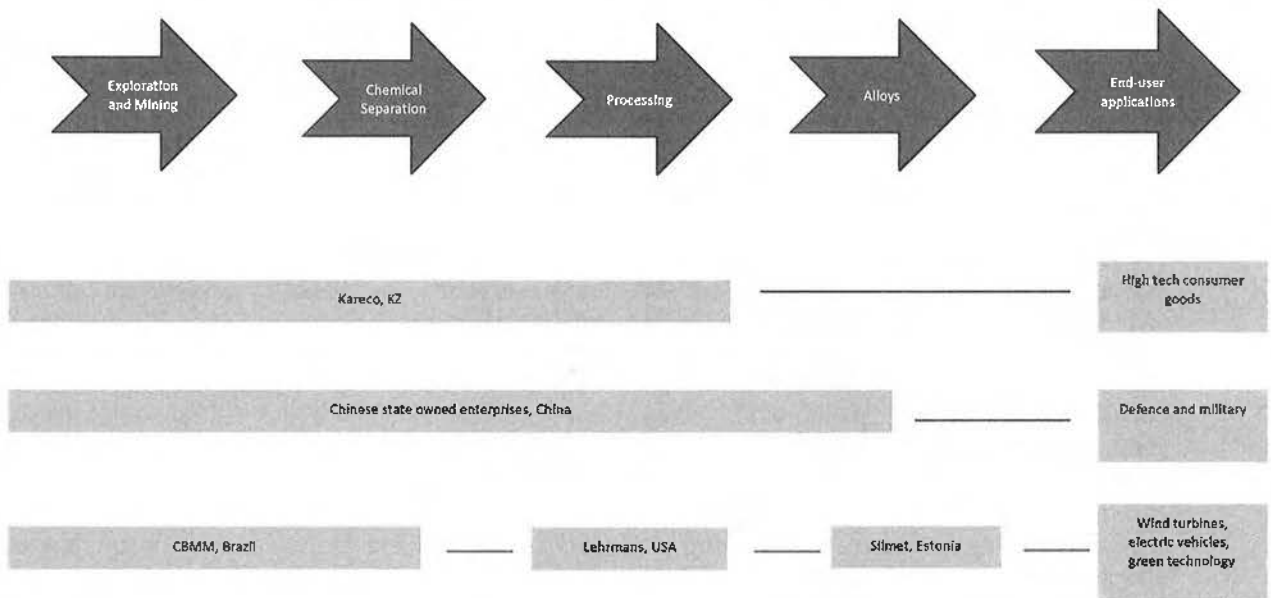 Exploration
and Mining
Chemical
Separation
Processing
Alloys
End-user
applications
Kareco, KZ
High tech consumer
goods
Chinese state owned enterprises, China
Defence and military
CBMM, Brazil
Lehrmans, USA
Silmet, Estonia
Wind turbines,
electric vehicles,
green technology